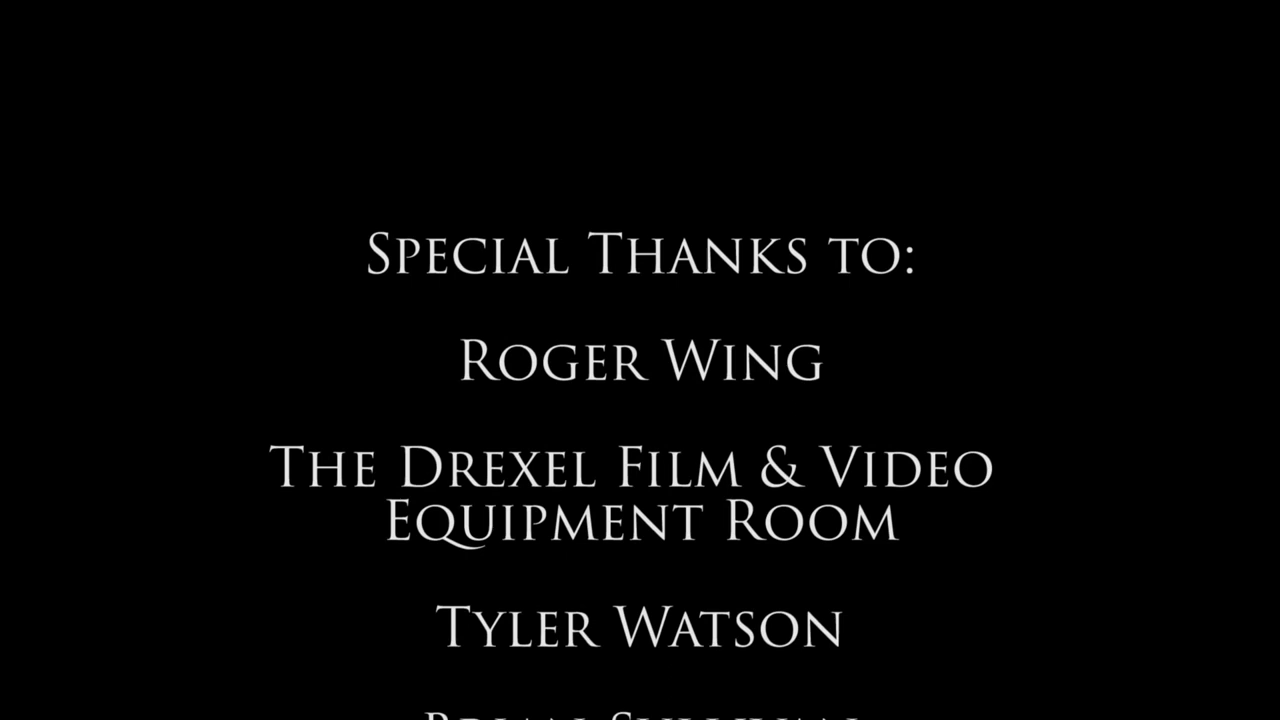 Special Thanks to:
Roger Wing
The Drexel Film & Video
Equipment Room
Tyler Watson